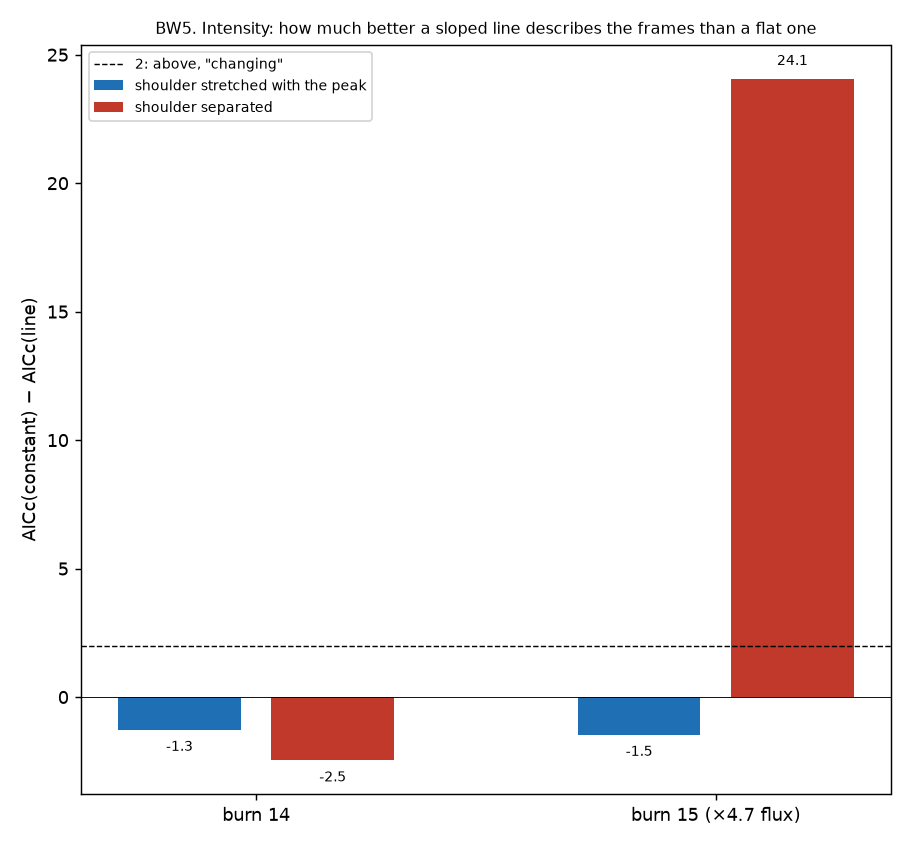 BW5. Intensity: how much better a sloped line describes the frames than a flat one
2: above, "changing"
shoulder stretched with the peak
shoulder separated
AICc(constant) − AICc(line)
25
20
15
10
5
0
24.1
-1.3
-2.5
-1.5
burn 14
burn 15 (×4.7 flux)